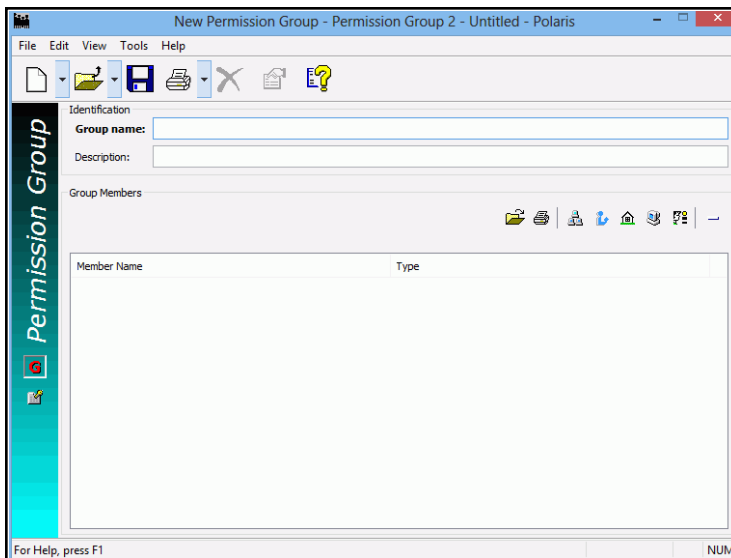 New Permission Group - Permission Group 2 - Untitled - Polaris
File Edit View Tools Help
Permission Group
Identification
Group name:
Description:
Group Members
Member Name Type
G
For Help, press F1 NUM